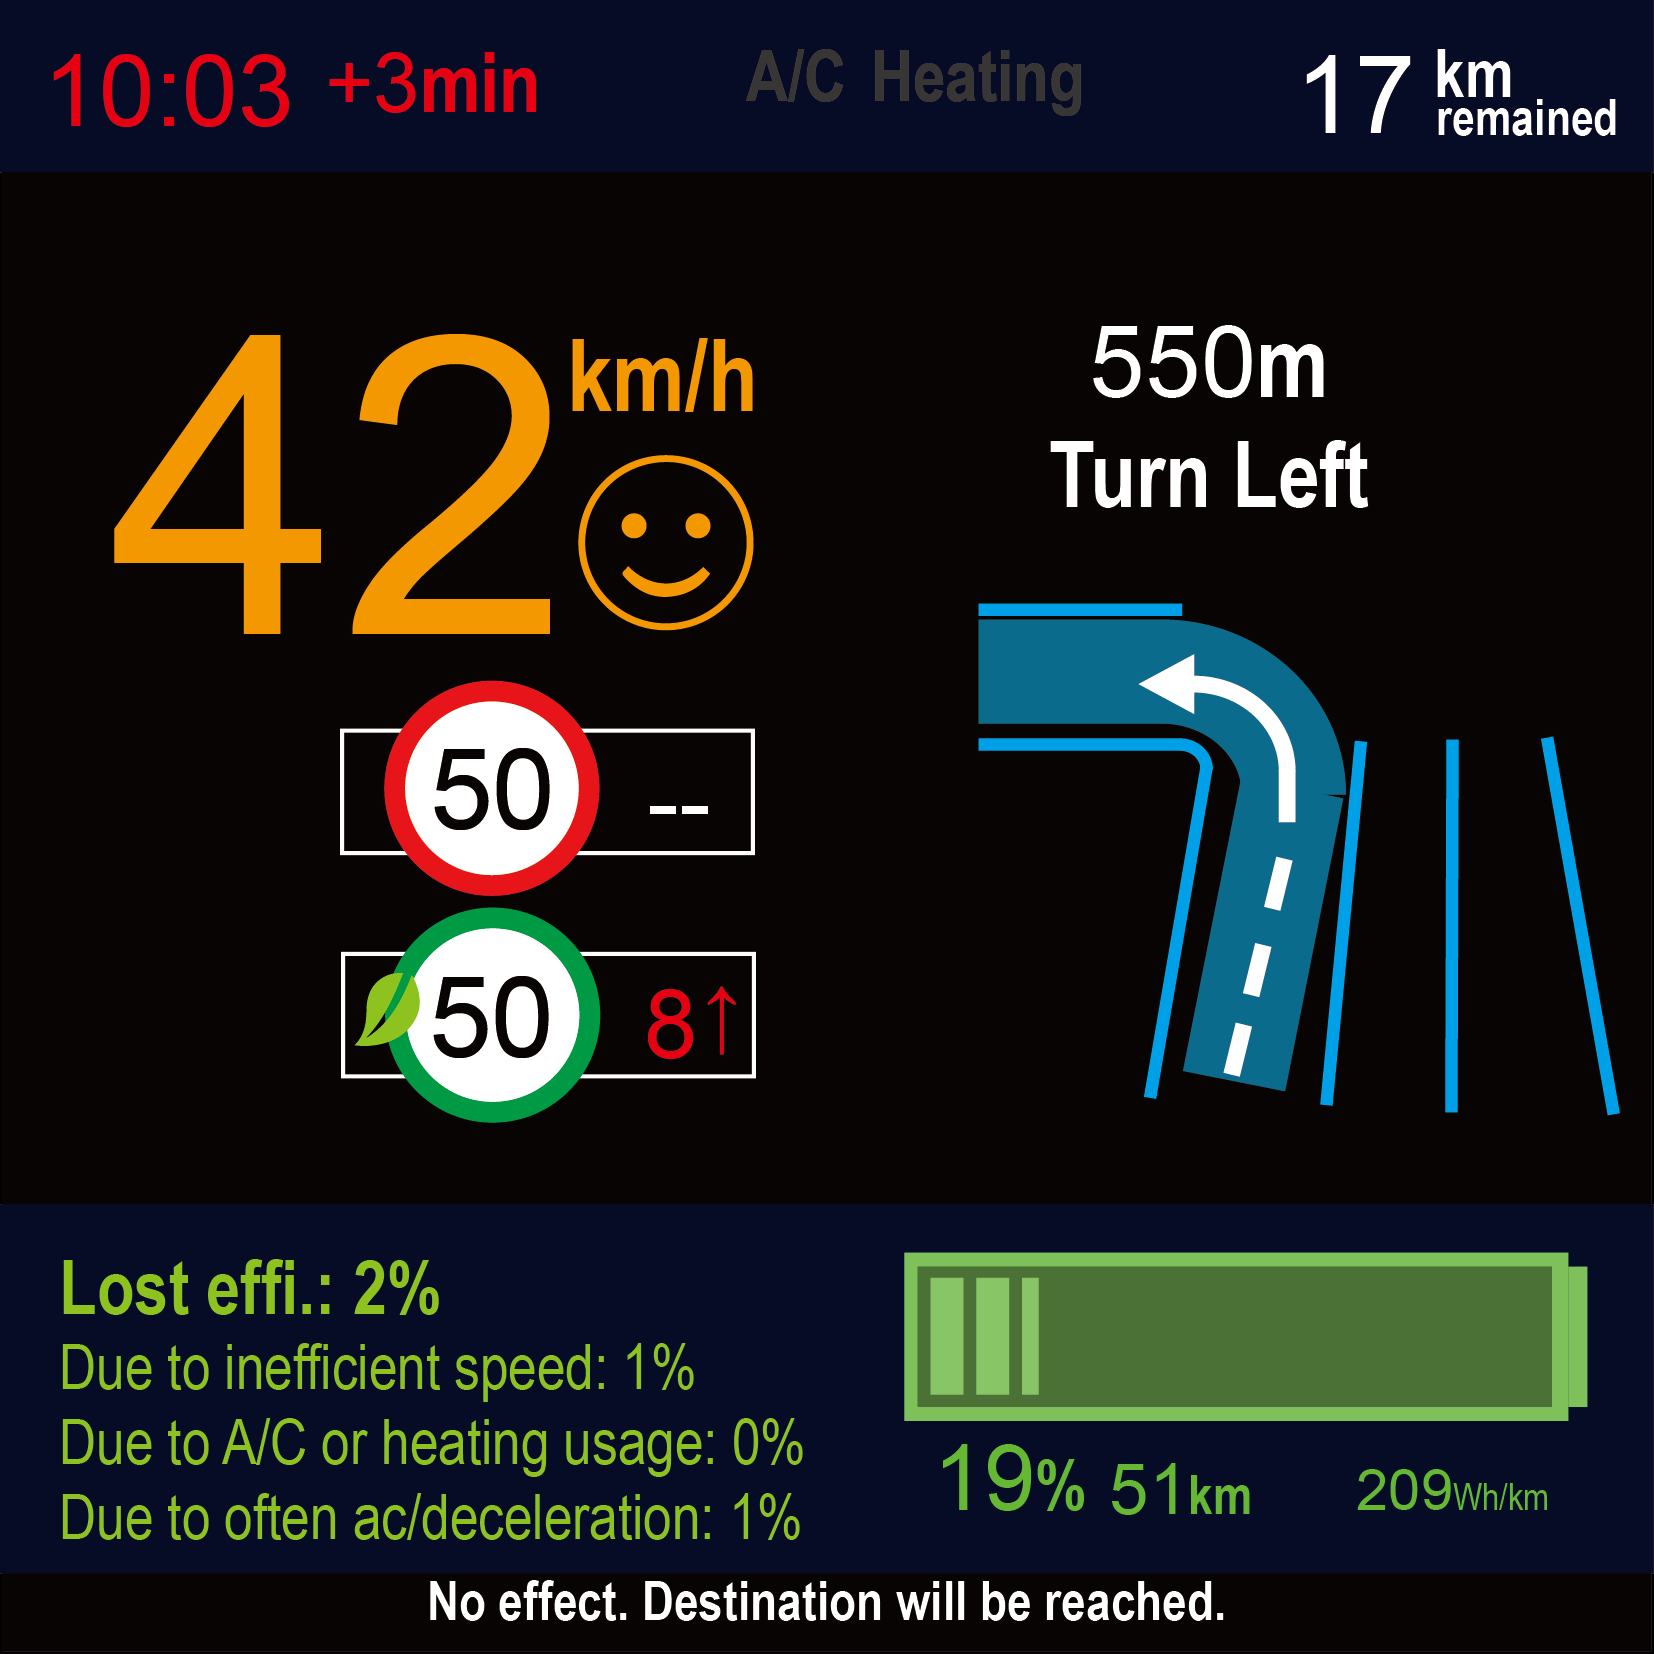 10:03 +3min
A/C Heating
17 km remained
42 km/h
550m
Turn Left
50 --
50 8↑
Lost effi.: 2%
Due to inefficient speed: 1%
Due to A/C or heating usage: 0%
Due to often ac/deceleration: 1%
19% 51km 209Wh/km
No effect. Destination will be reached.